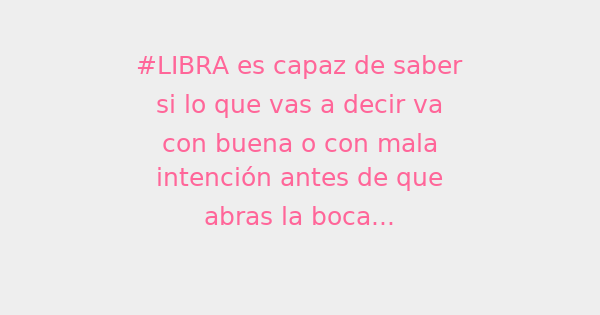 #LIBRA es capaz de saber
si lo que vas a decir va
con buena o con mala
intención antes de que
abras la boca...